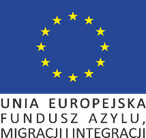 UNIA EUROPEJSKA
FUNDUSZ AZYLU,
MIGRACJI I INTEGRACJI